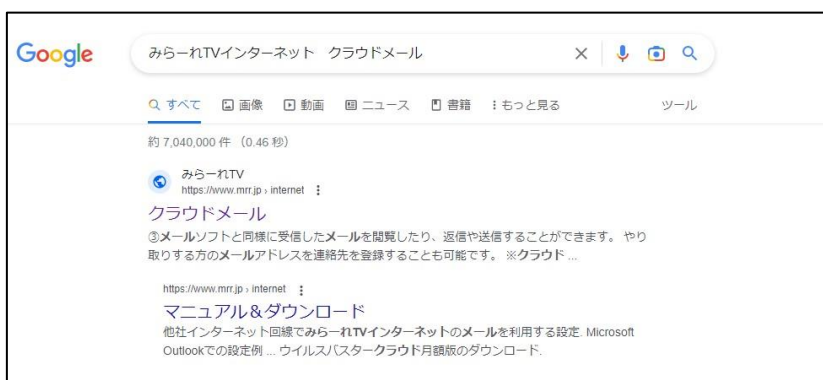 Google
みらーれTVインターネット　クラウドメール
すべて 画像 動画 ニュース 書籍 もっと見る ツール
約 7,040,000 件 （0.46 秒）
みらーれTV
https://www.mrr.jp › internet
クラウドメール
③メールソフトと同様に受信したメールを閲覧したり、返信や送信することができます。 やり
取りする方のメールアドレスを連絡先を登録することも可能です。 ※クラウド ...
https://www.mrr.jp › internet
マニュアル＆ダウンロード
他社インターネット回線でみらーれTVインターネットのメールを利用する設定. Microsoft
Outlookでの設定例 ... ウイルスバスタークラウド月額版のダウンロード.